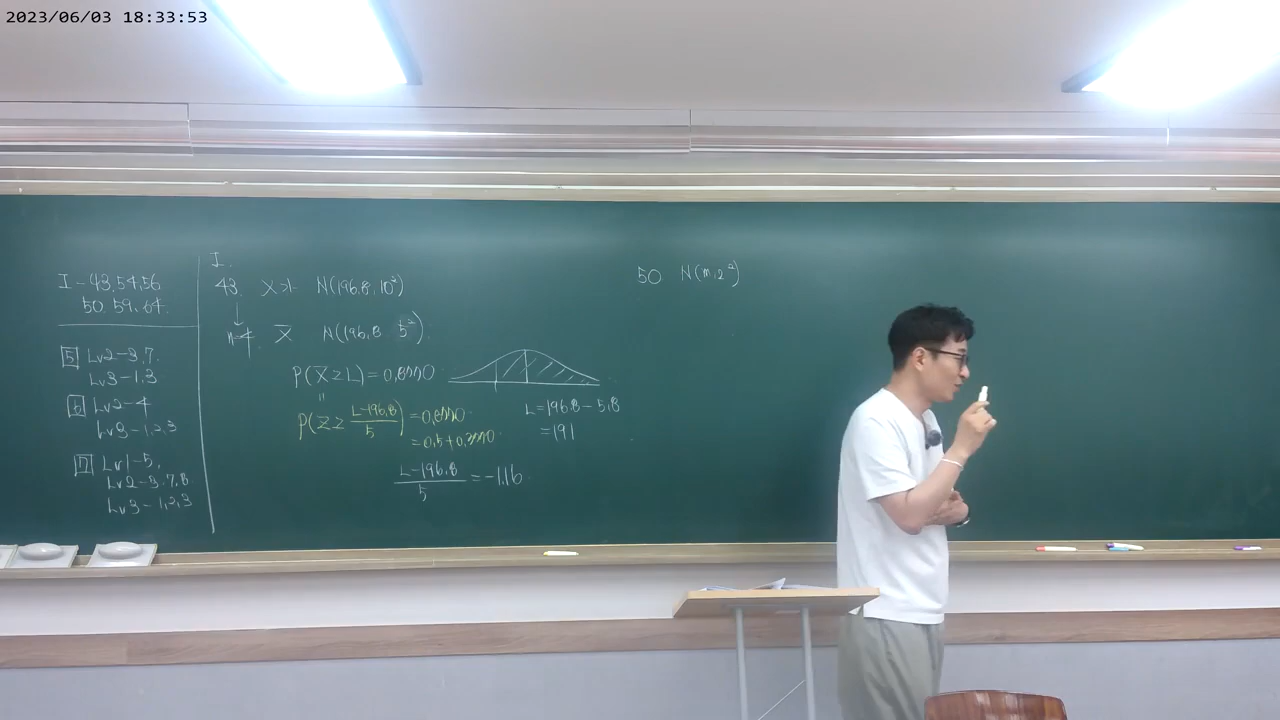 2023/06/03 18:33:53
I-43,54,56
50.59.64.
5 Lv2-3,7.
Lv3-1,3
6 Lv2-4
Lv3-1,2,3
7 Lv1-5,
Lv2-3,7,8
Lv3-1,2,3
I.
43. X가 N(196.8, 10²)
n=4. X̄ N(196.8 5²).
P(X̄≥L)=0.8770
=
P(Z≥ (L-196.8)/5)=0.8770.
=0.5+0.3770.
(L-196.8)/5 = -1.16
L=196.8-5.8
=191
50 N(m, 2²)